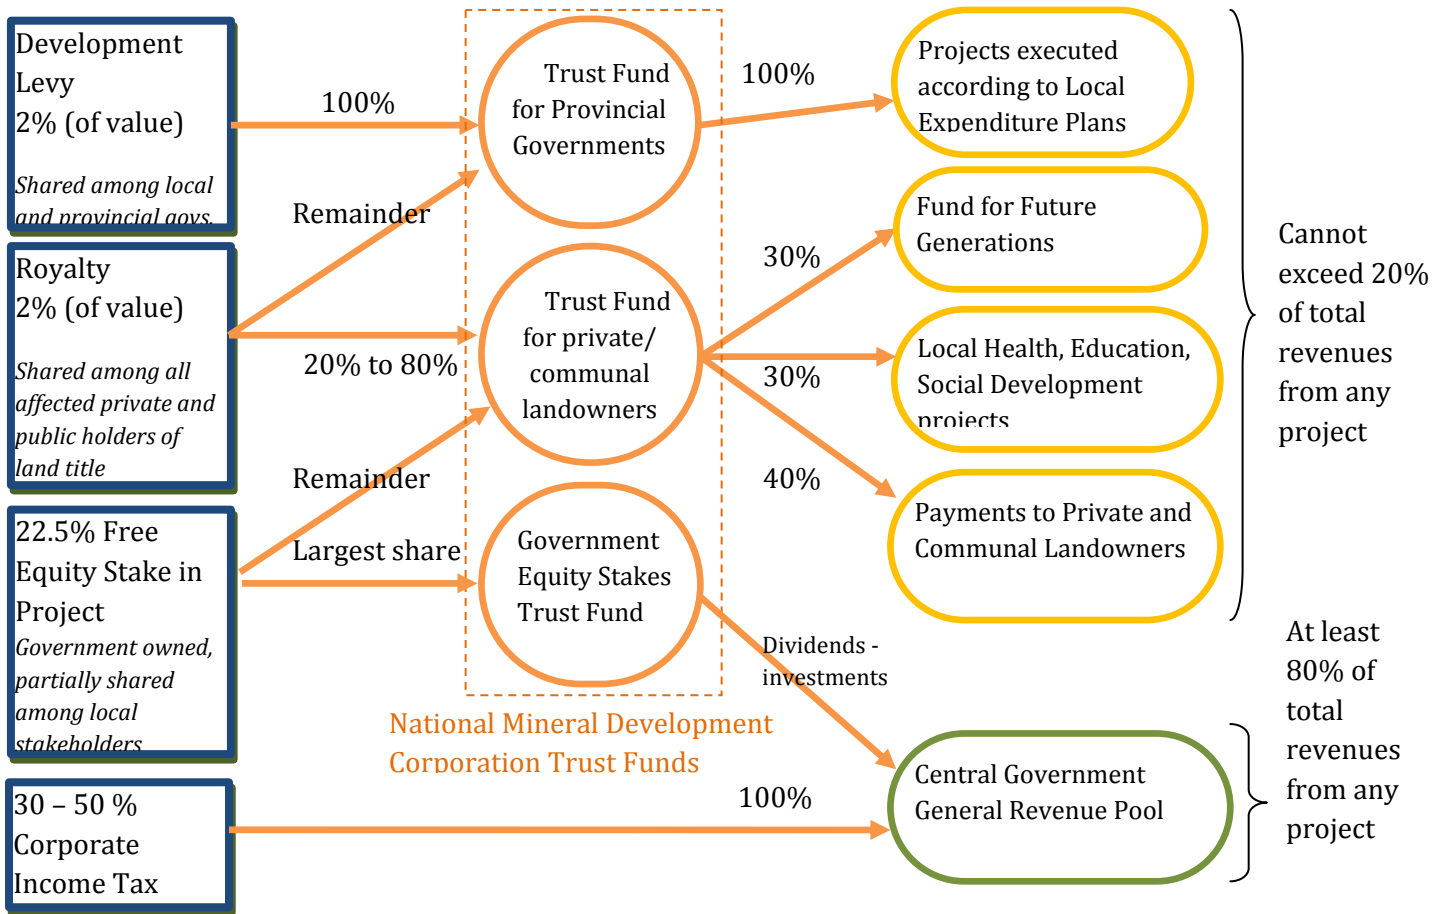 Development
Levy
2% (of value)
Shared among local
and provincial govs.
Royalty
2% (of value)
Shared among all
affected private and
public holders of
land title
22.5% Free
Equity Stake in
Project
Government owned,
partially shared
among local
stakeholders
30 – 50 %
Corporate
Income Tax
100%
Remainder
20% to 80%
Remainder
Largest share
Trust Fund
for Provincial
Governments
Trust Fund
for private/
communal
landowners
Government
Equity Stakes
Trust Fund
National Mineral Development
Corporation Trust Funds
100%
30%
30%
40%
Dividends -
investments
100%
Projects executed
according to Local
Expenditure Plans
Fund for Future
Generations
Local Health, Education,
Social Development
projects
Payments to Private and
Communal Landowners
Central Government
General Revenue Pool
Cannot
exceed 20%
of total
revenues
from any
project
At least
80% of
total
revenues
from any
project